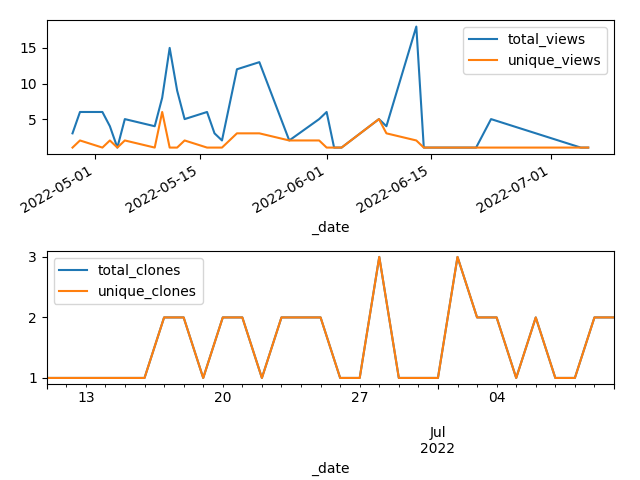 total_views
unique_views
15
10
5
2022-05-01
2022-05-15
2022-06-01
2022-06-15
2022-07-01
_date
3
total_clones
unique_clones
2
1
13
20
27
04
Jul
2022
_date